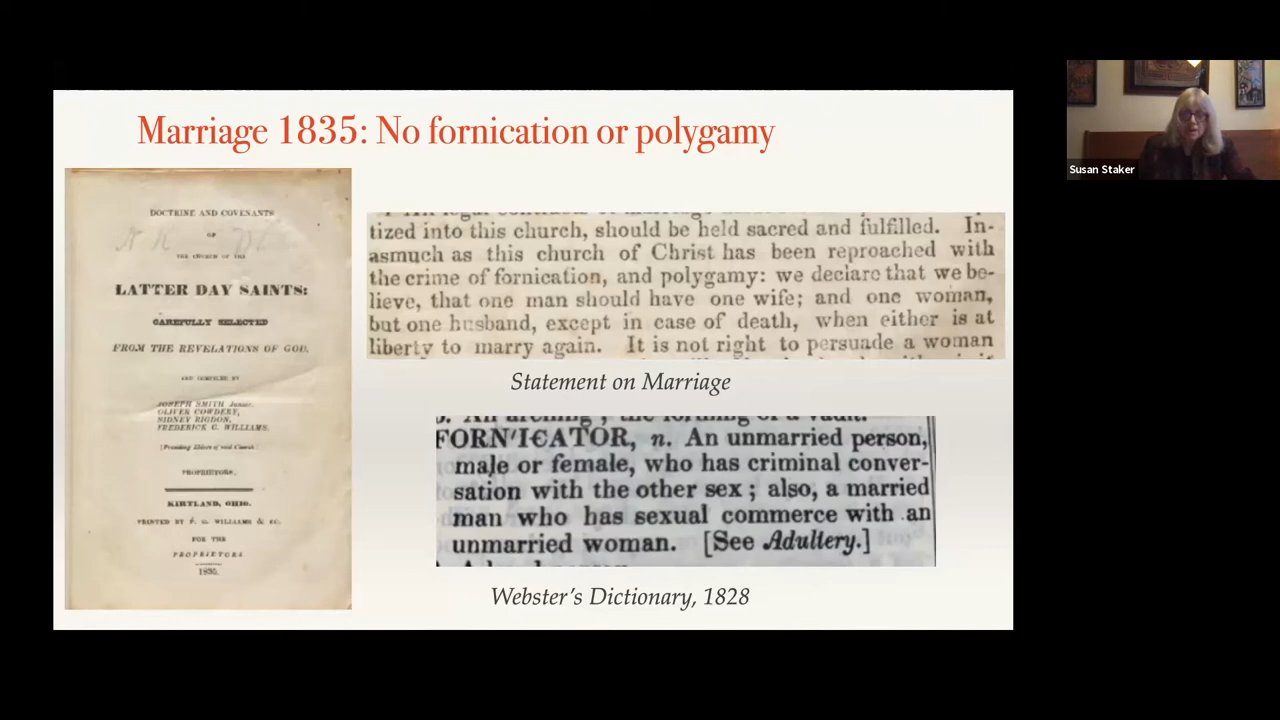 Marriage 1835: No fornication or polygamy
DOCTRINE AND COVENANTS
OF
THE CHURCH OF THE
LATTER DAY SAINTS:
CAREFULLY SELECTED
FROM THE REVELATIONS OF GOD,
AND COMPILED BY
JOSEPH SMITH Junior.
OLIVER COWDERY,
SIDNEY RIGDON,
FREDERICK G. WILLIAMS,
[Presiding Elders of said Church.]
PROPRIETORS.
KIRTLAND, OHIO.
PRINTED BY F. G. WILLIAMS & CO.
FOR THE
PROPRIETORS
1835.
tized into this church, should be held sacred and fulfilled. In-
asmuch as this church of Christ has been reproached with
the crime of fornication, and polygamy: we declare that we be-
lieve, that one man should have one wife; and one woman,
but one husband, except in case of death, when either is at
liberty to marry again. It is not right to persuade a woman
Statement on Marriage
FORN'ICATOR, n. An unmarried person,
male or female, who has criminal conver-
sation with the other sex; also, a married
man who has sexual commerce with an
unmarried woman. [See Adultery.]
Webster's Dictionary, 1828
Susan Staker